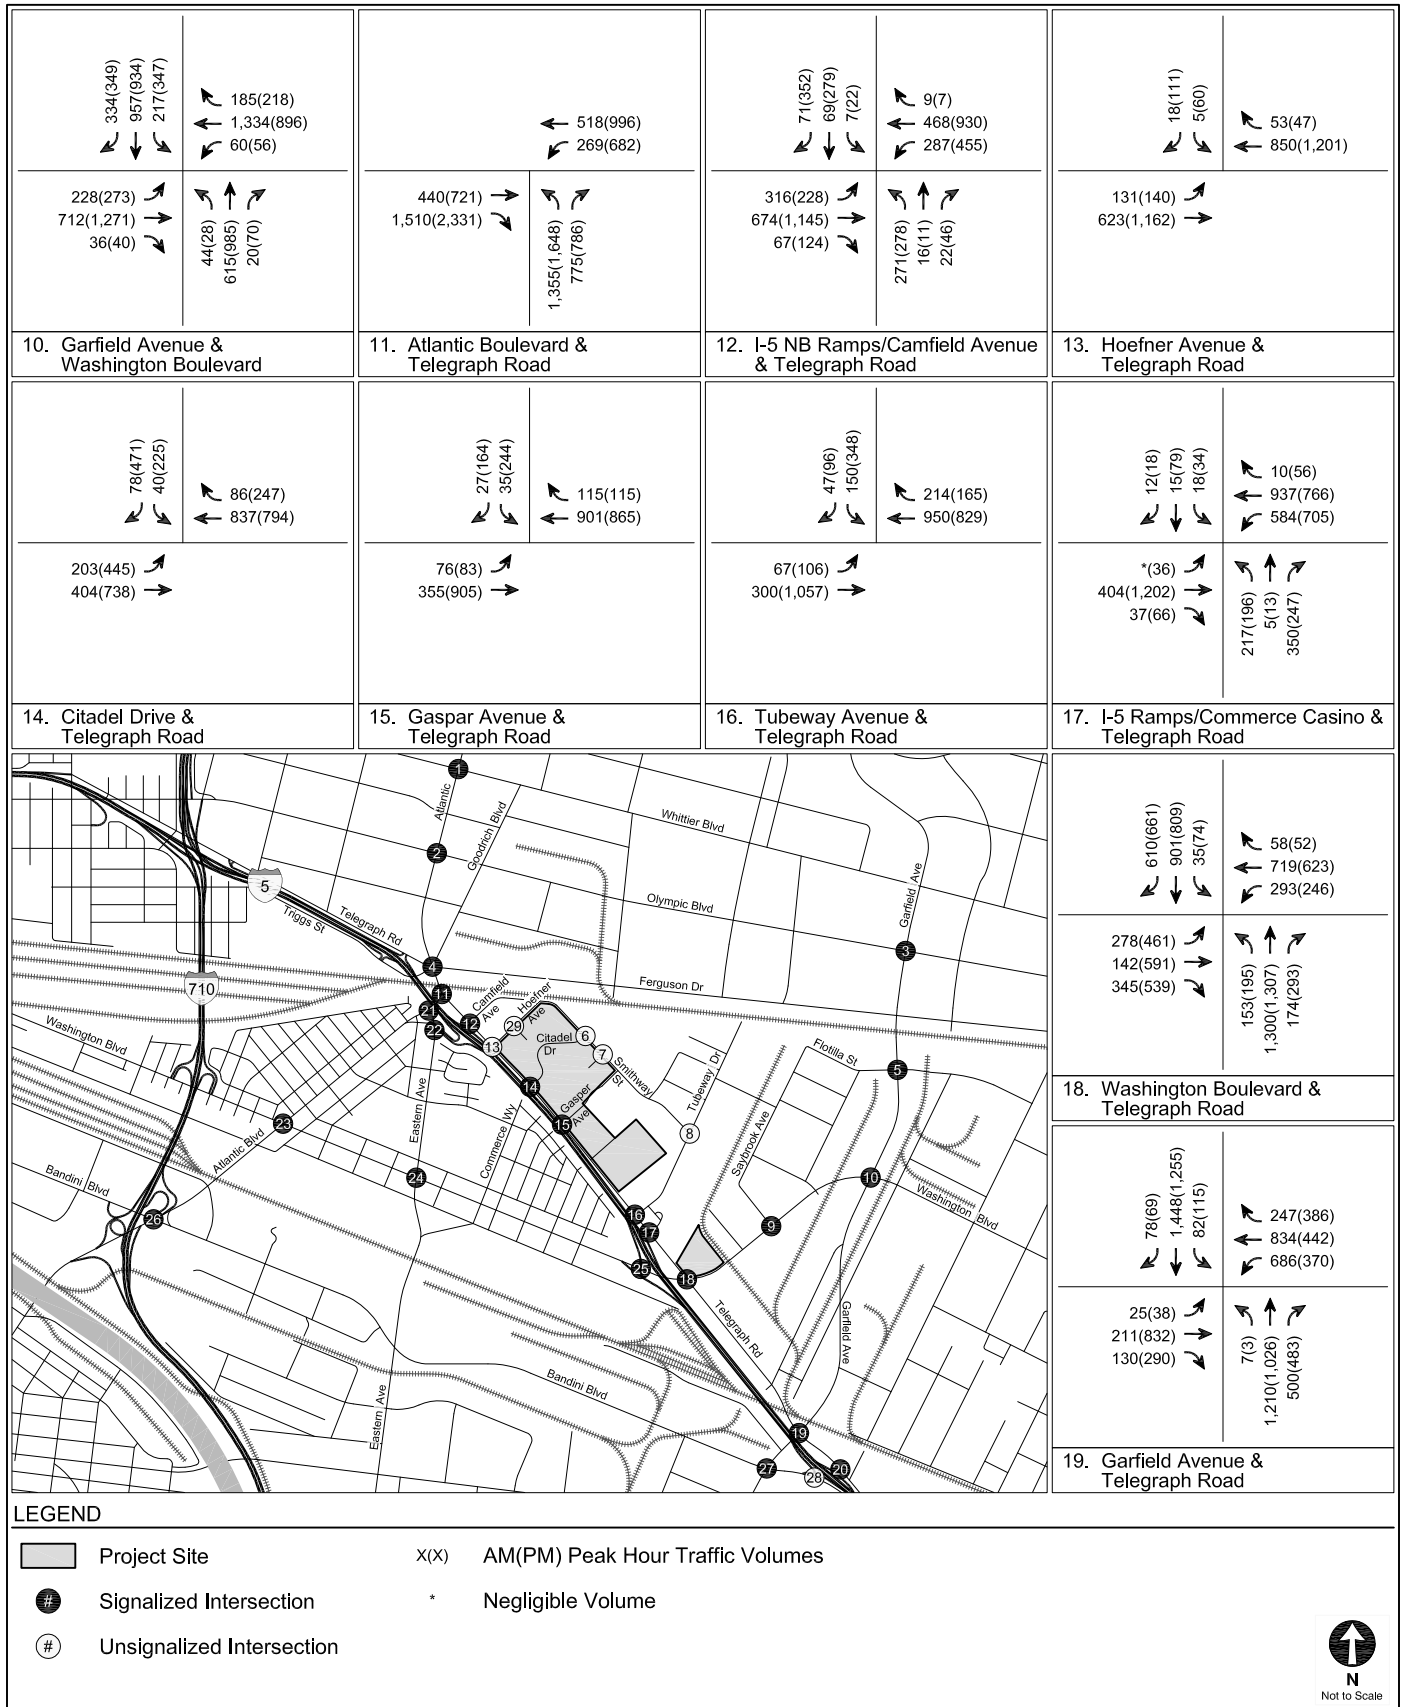 334(349)
957(934)
217(347)
185(218)
1,334(896)
60(56)
228(273)
712(1,271)
36(40)
44(28)
615(985)
20(70)
10. Garfield Avenue &
Washington Boulevard
518(996)
269(682)
440(721)
1,510(2,331)
1,355(1,648)
775(786)
11. Atlantic Boulevard &
Telegraph Road
71(352)
69(279)
7(22)
9(7)
468(930)
287(455)
316(228)
674(1,145)
67(124)
271(278)
16(11)
22(46)
12. I-5 NB Ramps/Camfield Avenue
& Telegraph Road
18(111)
5(60)
53(47)
850(1,201)
131(140)
623(1,162)
13. Hoefner Avenue &
Telegraph Road
78(471)
40(225)
86(247)
837(794)
203(445)
404(738)
14. Citadel Drive &
Telegraph Road
27(164)
35(244)
115(115)
901(865)
76(83)
355(905)
15. Gaspar Avenue &
Telegraph Road
47(96)
150(348)
214(165)
950(829)
67(106)
300(1,057)
16. Tubeway Avenue &
Telegraph Road
12(18)
15(79)
18(34)
10(56)
937(766)
584(705)
*(36)
404(1,202)
37(66)
217(196)
5(13)
350(247)
17. I-5 Ramps/Commerce Casino &
Telegraph Road
610(661)
901(809)
35(74)
58(52)
719(623)
293(246)
278(461)
142(591)
345(539)
153(195)
1,300(1,307)
174(293)
18. Washington Boulevard &
Telegraph Road
78(69)
1,448(1,255)
82(115)
247(386)
834(442)
686(370)
25(38)
211(832)
130(290)
7(3)
1,210(1,026)
500(483)
19. Garfield Avenue &
Telegraph Road
1
Atlantic
2
Goodrich Blvd
Whittier Blvd
5
Triggs St
Telegraph Rd
Olympic Blvd
Garfield Ave
3
4
Ferguson Dr
710
11
21
22
12
Camfield
Ave
Hoefner
Ave
29
13
Citadel
Dr
6
7
Smithway
St
Washington Blvd
Tubeway Dr
Flotilla St
5
14
Gasper
Ave
15
8
Saybrook Ave
23
Atlantic Blvd
Eastern Ave
Commerce Wy
24
Bandini Blvd
26
10
Washington Blvd
9
16
17
25
18
Telegraph Rd
Garfield Ave
Bandini Blvd
Eastern Ave
19
27
28
20
LEGEND
Project Site
X(X) AM(PM) Peak Hour Traffic Volumes
# Signalized Intersection
* Negligible Volume
# Unsignalized Intersection
N
Not to Scale